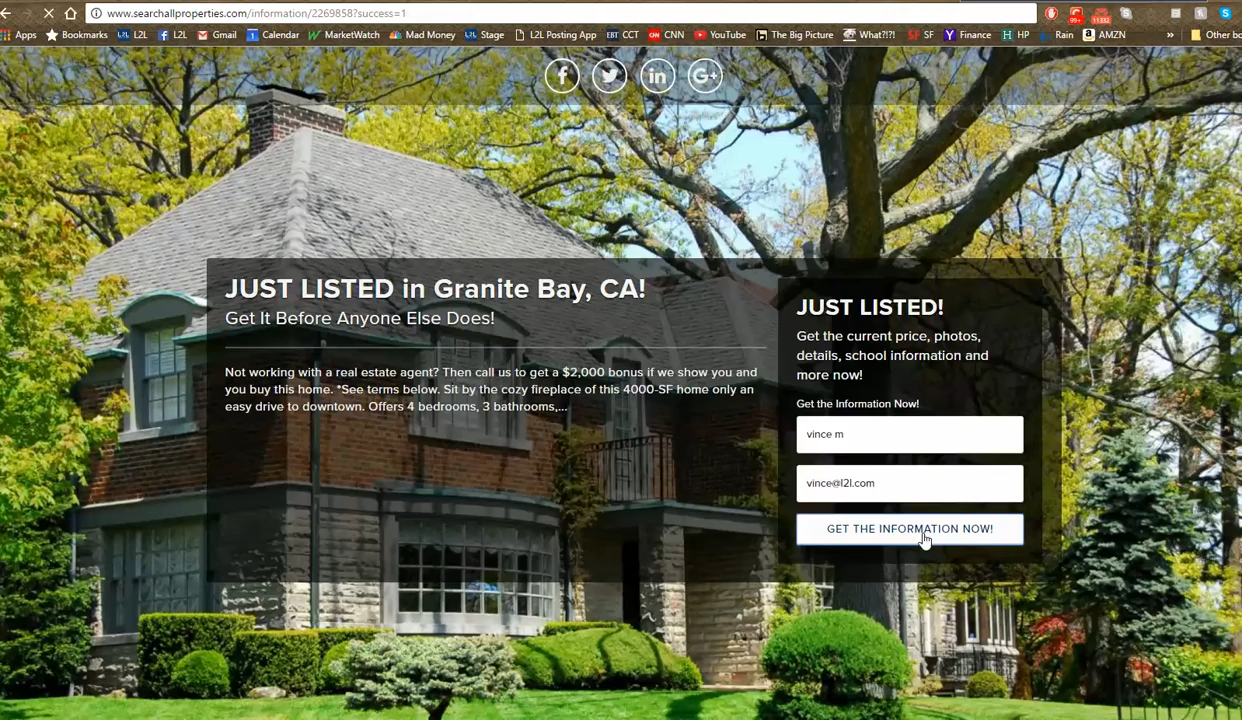 www.searchallproperties.com/information/2269858?success=1
99+
11332
Apps Bookmarks L2L L2L Gmail Calendar MarketWatch Mad Money Stage L2L Posting App EBT CCT CNN YouTube The Big Picture What?!? SF SF Finance HP Rain AMZN » Other bo
f in G+
JUST LISTED in Granite Bay, CA!
Get It Before Anyone Else Does!
Not working with a real estate agent? Then call us to get a $2,000 bonus if we show you and
you buy this home. *See terms below. Sit by the cozy fireplace of this 4000-SF home only an
easy drive to downtown. Offers 4 bedrooms, 3 bathrooms,...
JUST LISTED!
Get the current price, photos,
details, school information and
more now!
Get the Information Now!
vince m
vince@l2l.com
GET THE INFORMATION NOW!